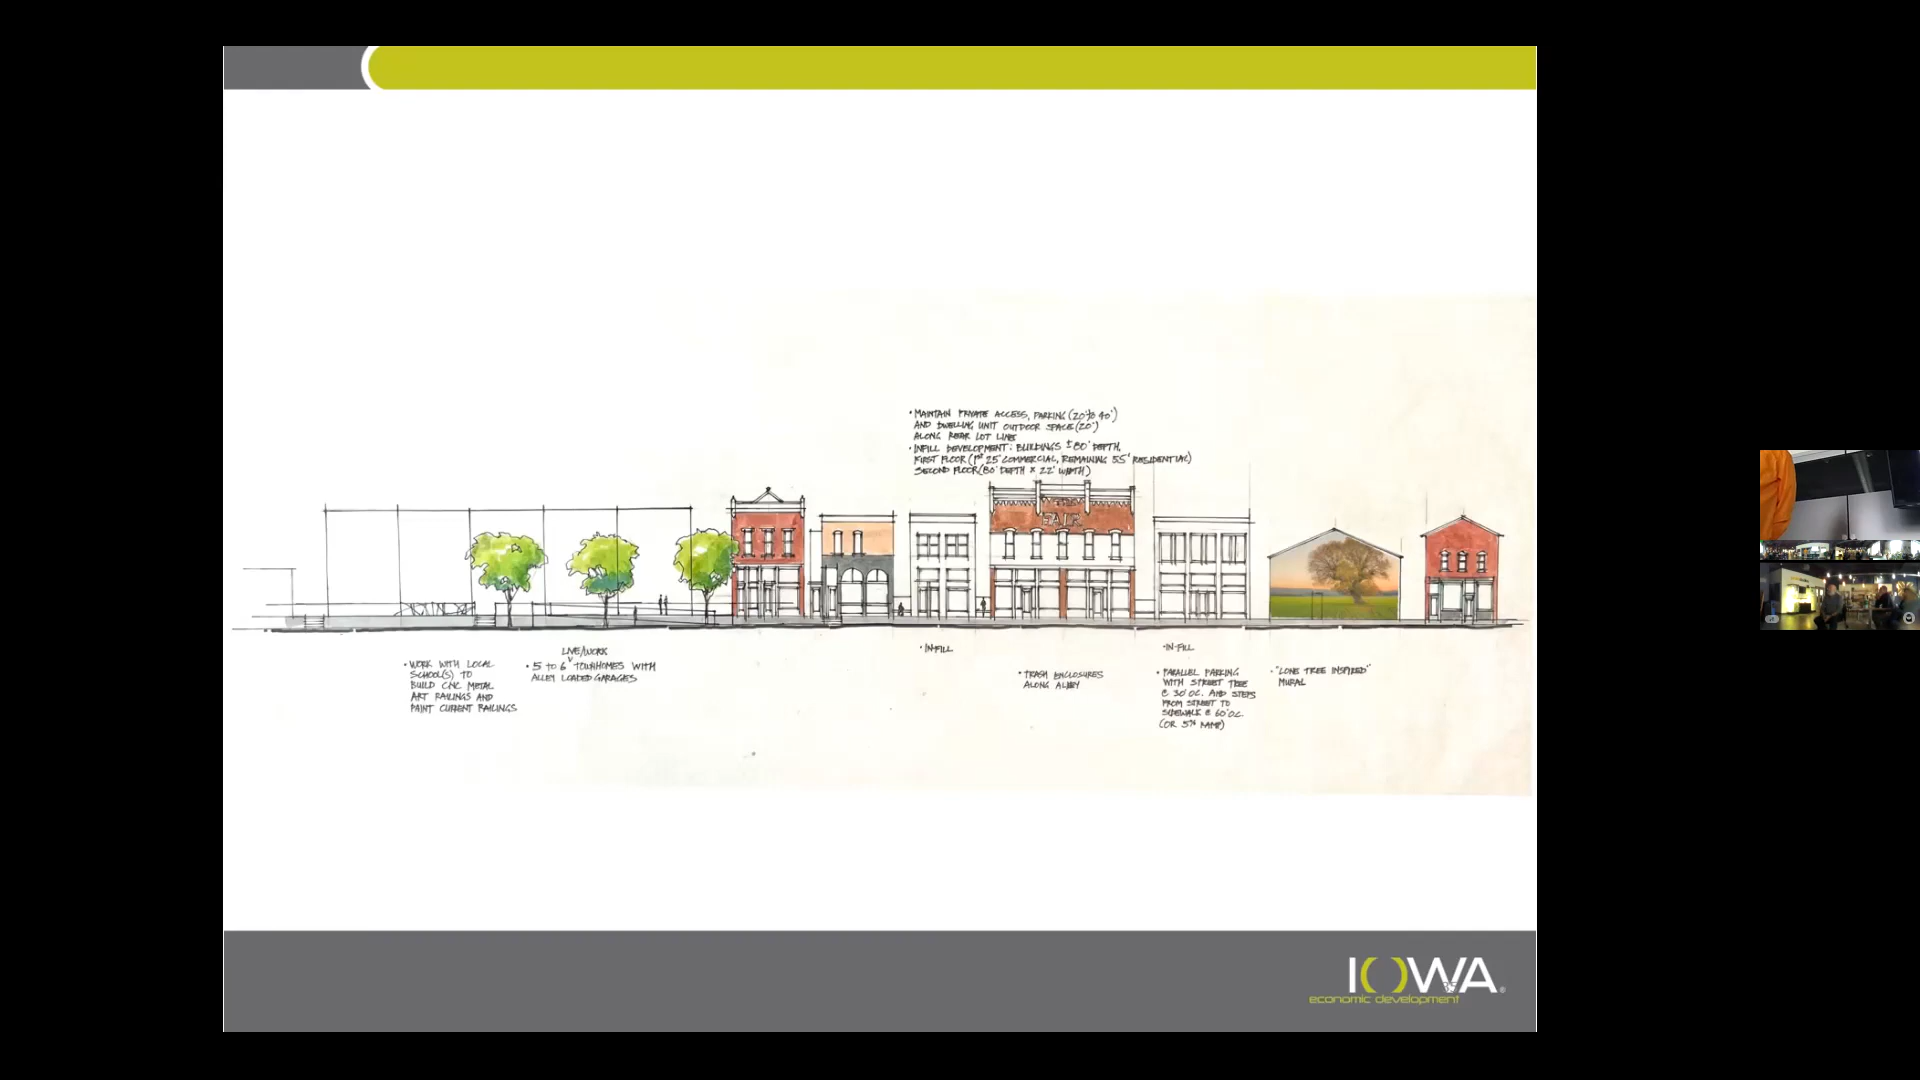 • MAINTAIN PRIVATE ACCESS, PARKING (20' TO 40')
AND DWELLING UNIT OUTDOOR SPACE (20')
ALONG REAR LOT LINE
• INFILL DEVELOPMENT: BUILDINGS ± 80' DEPTH,
FIRST FLOOR (1ST 25' COMMERCIAL, REMAINING 55' RESIDENTIAL)
SECOND FLOOR (80' DEPTH X 22' WIDTH)
• WORK WITH LOCAL
SCHOOL(S) TO
BUILD CNC METAL
ART RAILINGS AND
PAINT CURRENT RAILINGS
LIVE/WORK
• 5 TO 6 TOWNHOMES WITH
ALLEY LOADED GARAGES
• IN-FILL
• TRASH ENCLOSURES
ALONG ALLEY
• IN-FILL
• PARALLEL PARKING
WITH STREET TREE
@ 30' O.C. AND STEPS
FROM STREET TO
SIDEWALK @ 60' O.C.
(OR 5% RAMP)
• "LONE TREE INSPIRED"
MURAL
IOWA®
economic development